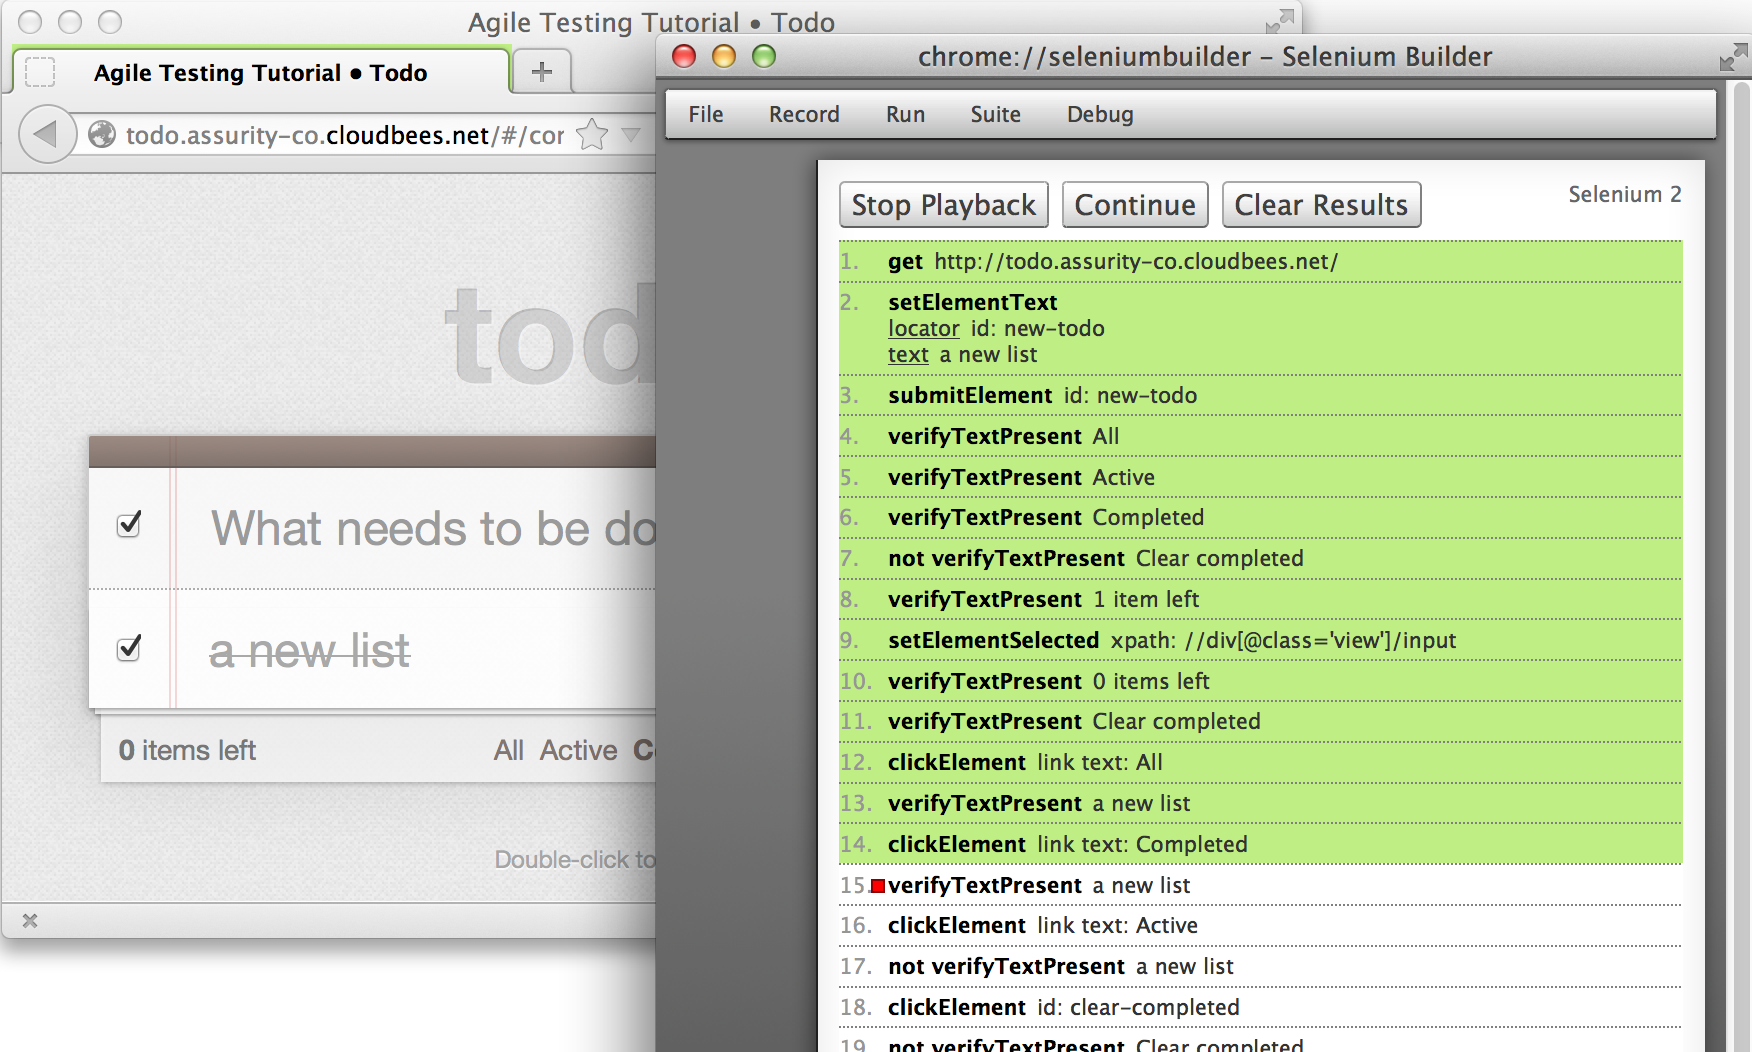 Agile Testing Tutorial • Todo
Agile Testing Tutorial • Todo
todo.assurity-co.cloudbees.net/#/cor
tod
What needs to be do
a new list
0 items left
All Active
Double-click to
chrome://seleniumbuilder – Selenium Builder
File Record Run Suite Debug
Stop Playback Continue Clear Results
Selenium 2
1. get http://todo.assurity-co.cloudbees.net/
2. setElementText
locator id: new-todo
text a new list
3. submitElement id: new-todo
4. verifyTextPresent All
5. verifyTextPresent Active
6. verifyTextPresent Completed
7. not verifyTextPresent Clear completed
8. verifyTextPresent 1 item left
9. setElementSelected xpath: //div[@class='view']/input
10. verifyTextPresent 0 items left
11. verifyTextPresent Clear completed
12. clickElement link text: All
13. verifyTextPresent a new list
14. clickElement link text: Completed
15. verifyTextPresent a new list
16. clickElement link text: Active
17. not verifyTextPresent a new list
18. clickElement id: clear-completed
19. not verifyTextPresent Clear completed